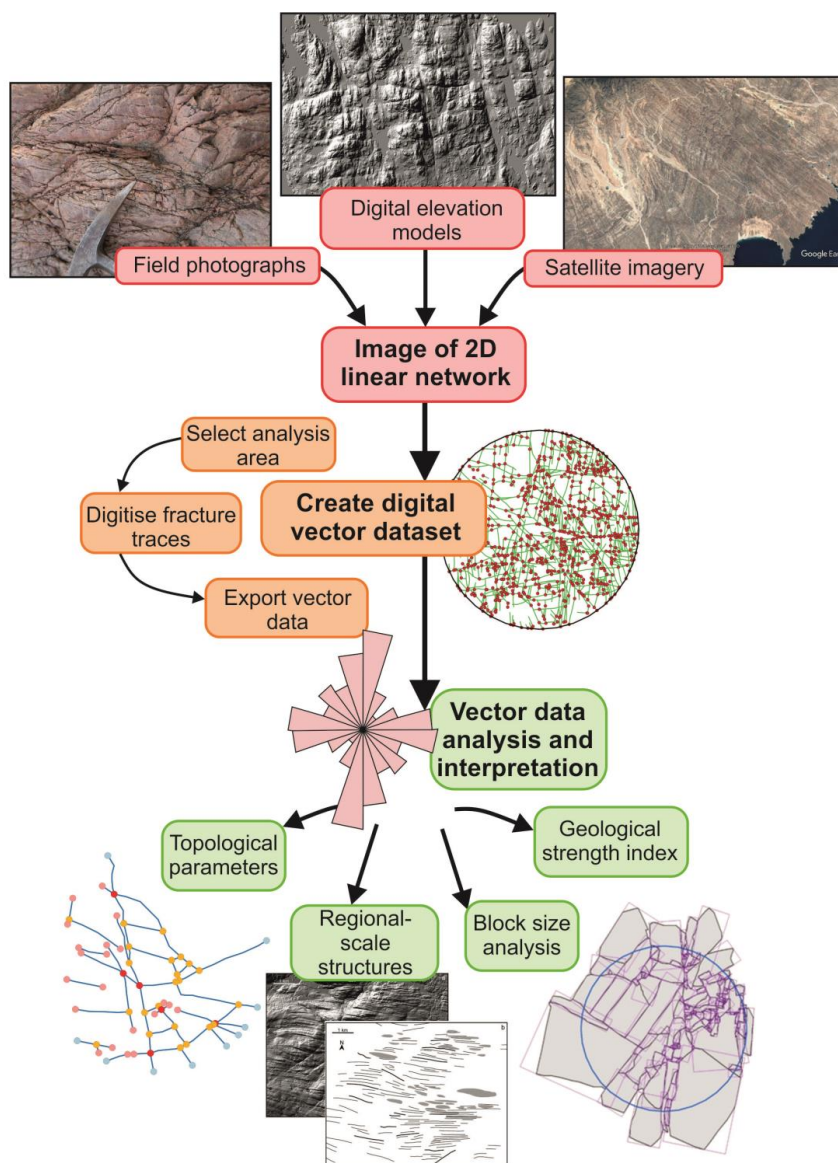 Digital elevation
models
Field photographs
Satellite imagery
Image of 2D
linear network
Select analysis
area
Digitise fracture
traces
Create digital
vector dataset
Export vector
data
Vector data
analysis and
interpretation
Topological
parameters
Geological
strength index
Regional-
scale
structures
Block size
analysis
Google Ea
1 km
N
b